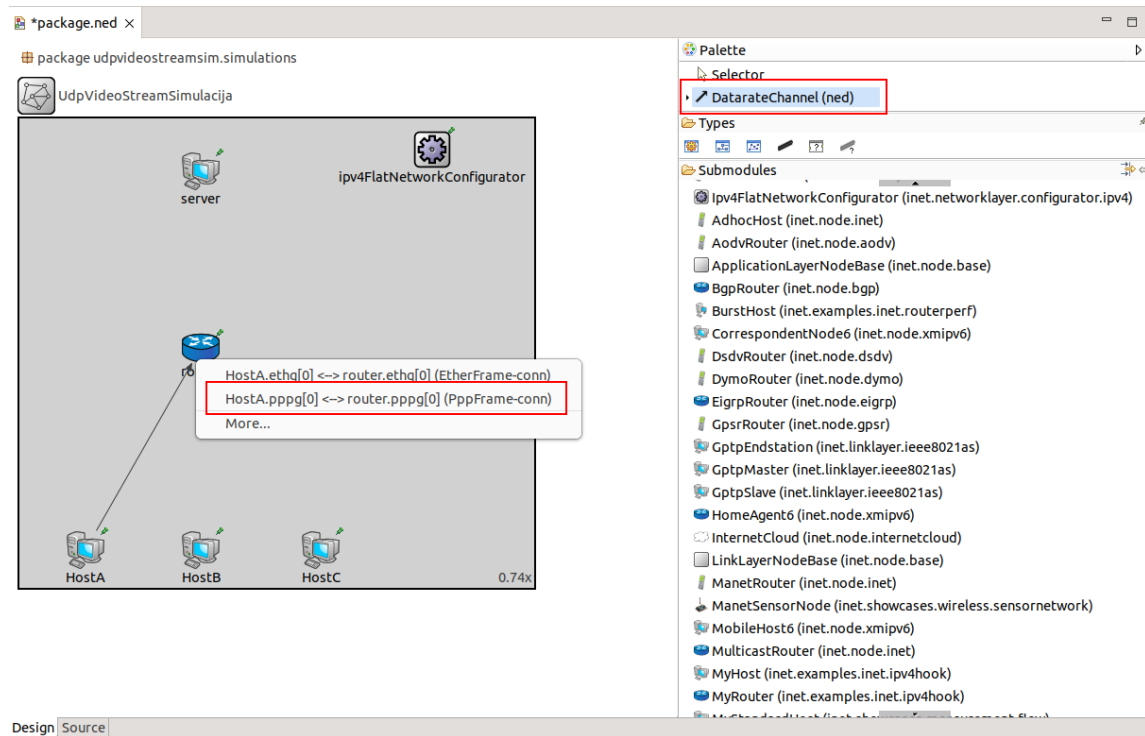 *package.ned
package udpvideostreamsim.simulations
UdpVideoStreamSimulacija
server
ipv4FlatNetworkConfigurator
HostA.ethg[0] <--> router.ethg[0] (EtherFrame-conn)
HostA.pppg[0] <--> router.pppg[0] (PppFrame-conn)
More...
HostA
HostB
HostC
0.74x
Palette
Selector
DatarateChannel (ned)
Types
Submodules
Ipv4FlatNetworkConfigurator (inet.networklayer.configurator.ipv4)
AdhocHost (inet.node.inet)
AodvRouter (inet.node.aodv)
ApplicationLayerNodeBase (inet.node.base)
BgpRouter (inet.node.bgp)
BurstHost (inet.examples.inet.routerperf)
CorrespondentNode6 (inet.node.xmipv6)
DsdvRouter (inet.node.dsdv)
DymoRouter (inet.node.dymo)
EigrpRouter (inet.node.eigrp)
GpsrRouter (inet.node.gpsr)
GptpEndstation (inet.linklayer.ieee8021as)
GptpMaster (inet.linklayer.ieee8021as)
GptpSlave (inet.linklayer.ieee8021as)
HomeAgent6 (inet.node.xmipv6)
InternetCloud (inet.node.internetcloud)
LinkLayerNodeBase (inet.node.base)
ManetRouter (inet.node.inet)
ManetSensorNode (inet.showcases.wireless.sensornetwork)
MobileHost6 (inet.node.xmipv6)
MulticastRouter (inet.node.inet)
MyHost (inet.examples.inet.ipv4hook)
MyRouter (inet.examples.inet.ipv4hook)
Design
Source